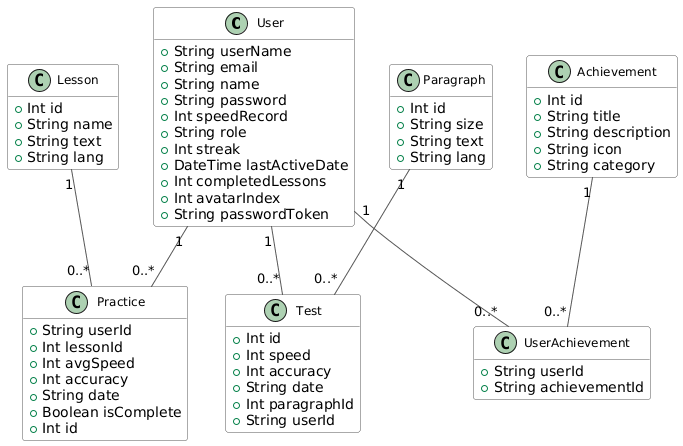 C Lesson
Int id
String name
String text
String lang
C User
String userName
String email
String name
String password
Int speedRecord
String role
Int streak
DateTime lastActiveDate
Int completedLessons
Int avatarIndex
String passwordToken
C Paragraph
Int id
String size
String text
String lang
C Achievement
Int id
String title
String description
String icon
String category
1
1
1
1
1
1
0..*
0..*
0..*
0..*
0..*
0..*
C Practice
String userId
Int lessonId
Int avgSpeed
Int accuracy
String date
Boolean isComplete
Int id
C Test
Int id
Int speed
Int accuracy
String date
Int paragraphId
String userId
C UserAchievement
String userId
String achievementId